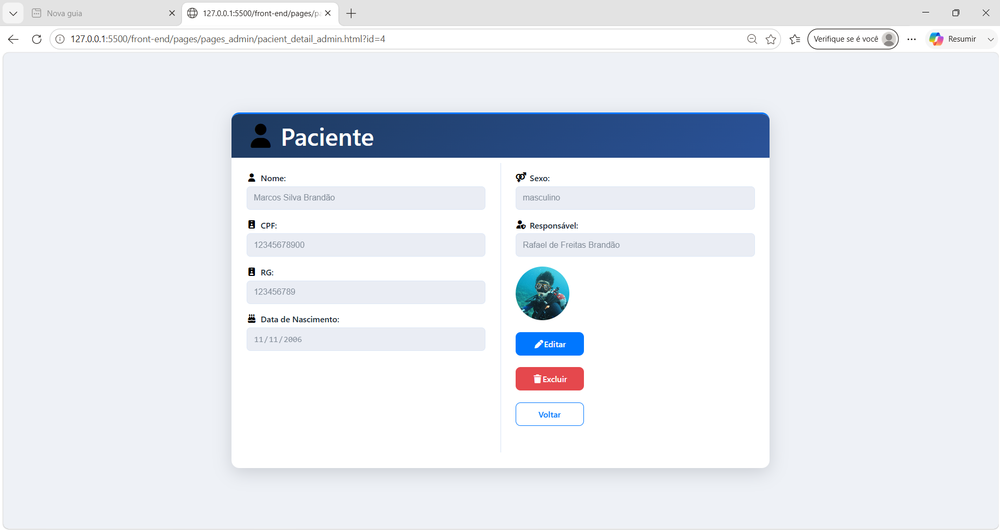 Nova guia
127.0.0.1:5500/front-end/pages/pa
127.0.0.1:5500/front-end/pages/pages_admin/pacient_detail_admin.html?id=4
Verifique se é você
Resumir
Paciente
Nome:
Marcos Silva Brandão
CPF:
12345678900
RG:
123456789
Data de Nascimento:
11/11/2006
Sexo:
masculino
Responsável:
Rafael de Freitas Brandão
Editar
Excluir
Voltar